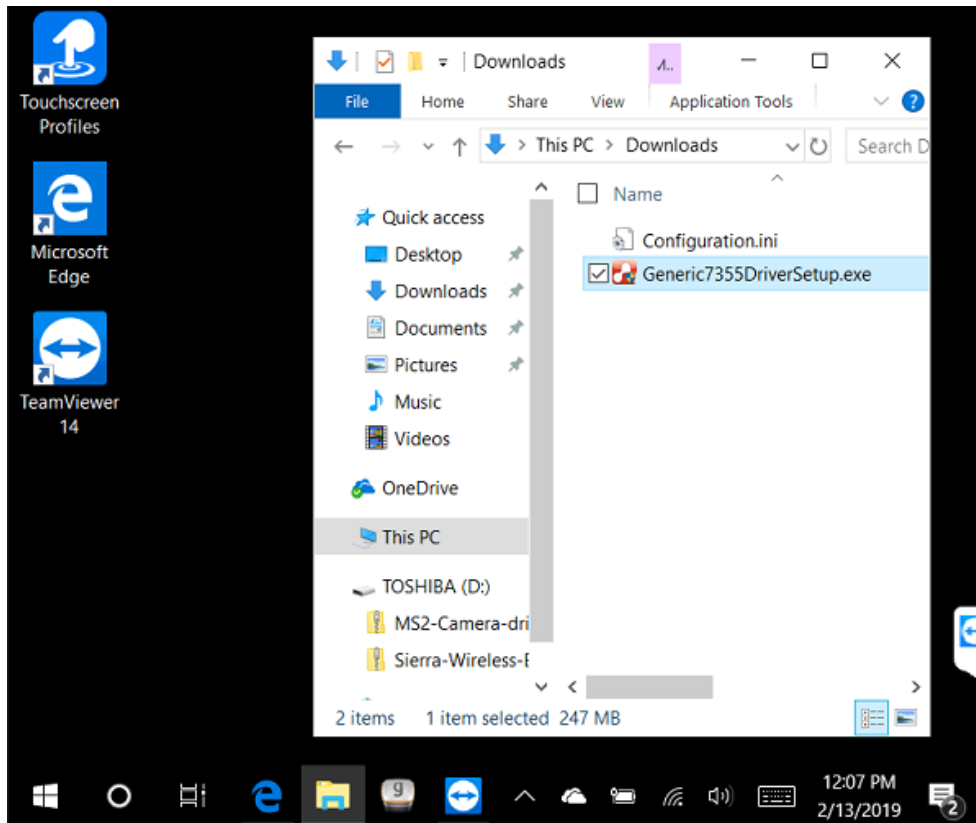 Touchscreen
Profiles
Microsoft
Edge
TeamViewer
14
Downloads
File Home Share View Application Tools
This PC > Downloads
Search D
Name
Configuration.ini
Generic7355DriverSetup.exe
Quick access
Desktop
Downloads
Documents
Pictures
Music
Videos
OneDrive
This PC
TOSHIBA (D:)
MS2-Camera-dri
Sierra-Wireless-E
2 items 1 item selected 247 MB
9
12:07 PM
2/13/2019
2